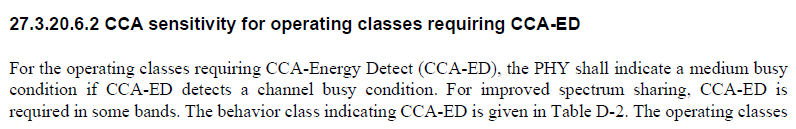 27.3.20.6.2 CCA sensitivity for operating classes requiring CCA-ED
For the operating classes requiring CCA-Energy Detect (CCA-ED), the PHY shall indicate a medium busy
condition if CCA-ED detects a channel busy condition. For improved spectrum sharing, CCA-ED is
required in some bands. The behavior class indicating CCA-ED is given in Table D-2. The operating classes